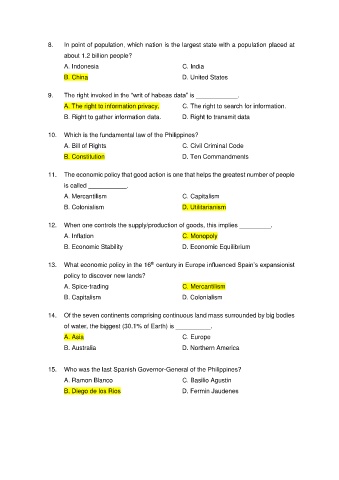 8. In point of population, which nation is the largest state with a population placed at
about 1.2 billion people?
A. Indonesia C. India
B. China D. United States
9. The right invoked in the “writ of habeas data” is ____________.
A. The right to information privacy. C. The right to search for information.
B. Right to gather information data. D. Right to transmit data
10. Which is the fundamental law of the Philippines?
A. Bill of Rights C. Civil Criminal Code
B. Constitution D. Ten Commandments
11. The economic policy that good action is one that helps the greatest number of people
is called ___________.
A. Mercantilism C. Capitalism
B. Colonialism D. Utilitarianism
12. When one controls the supply/production of goods, this implies _________.
A. Inflation C. Monopoly
B. Economic Stability D. Economic Equilibrium
13. What economic policy in the 16th century in Europe influenced Spain’s expansionist
policy to discover new lands?
A. Spice-trading C. Mercantilism
B. Capitalism D. Colonialism
14. Of the seven continents comprising continuous land mass surrounded by big bodies
of water, the biggest (30.1% of Earth) is __________.
A. Asia C. Europe
B. Australia D. Northern America
15. Who was the last Spanish Governor-General of the Philippines?
A. Ramon Blanco C. Basilio Agustin
B. Diego de los Rios D. Fermin Jaudenes